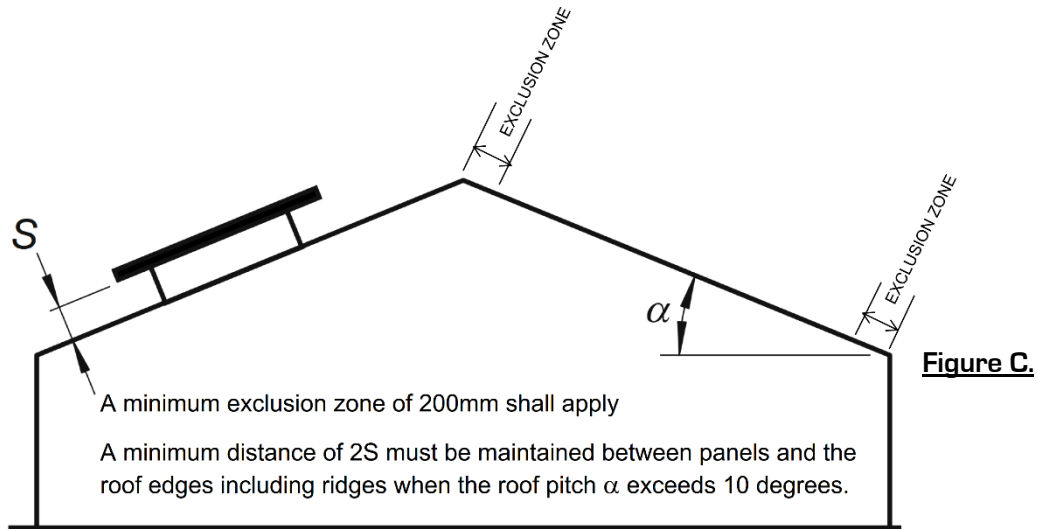 EXCLUSION ZONE
EXCLUSION ZONE
S
α
Figure C.
A minimum exclusion zone of 200mm shall apply
A minimum distance of 2S must be maintained between panels and the
roof edges including ridges when the roof pitch α exceeds 10 degrees.